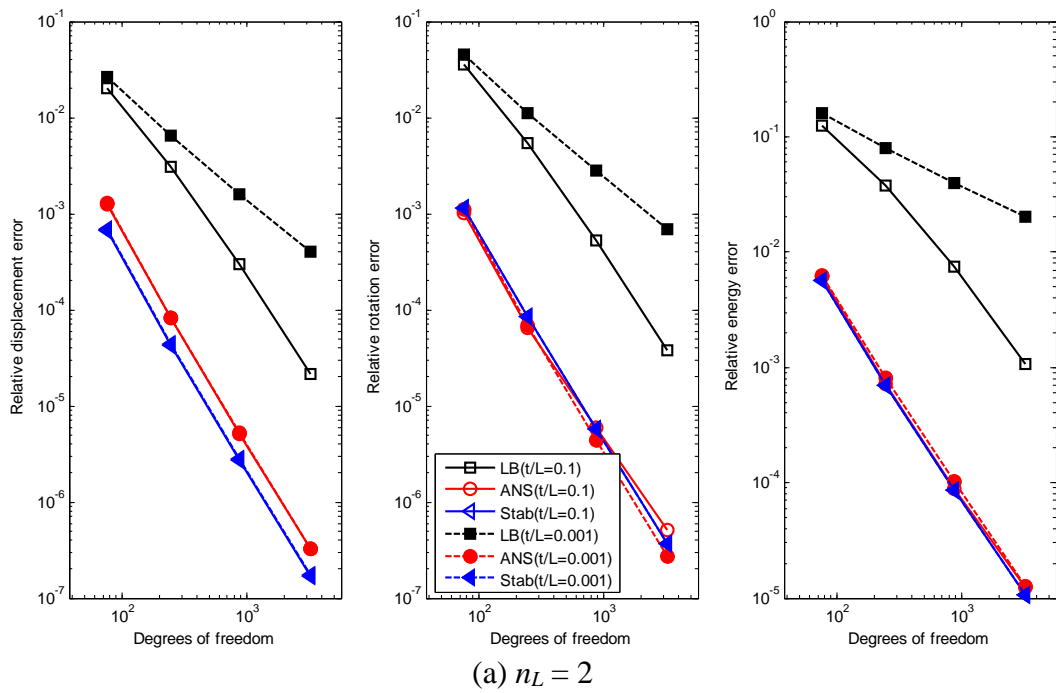 Relative displacement error
10^-1
10^-2
10^-3
10^-4
10^-5
10^-6
10^-7
10^2
10^3
Degrees of freedom
Relative rotation error
10^-1
10^-2
10^-3
10^-4
10^-5
10^-6
10^-7
10^2
10^3
Degrees of freedom
LB(t/L=0.1)
ANS(t/L=0.1)
Stab(t/L=0.1)
LB(t/L=0.001)
ANS(t/L=0.001)
Stab(t/L=0.001)
Relative energy error
10^0
10^-1
10^-2
10^-3
10^-4
10^-5
10^2
10^3
Degrees of freedom
(a) n_L = 2